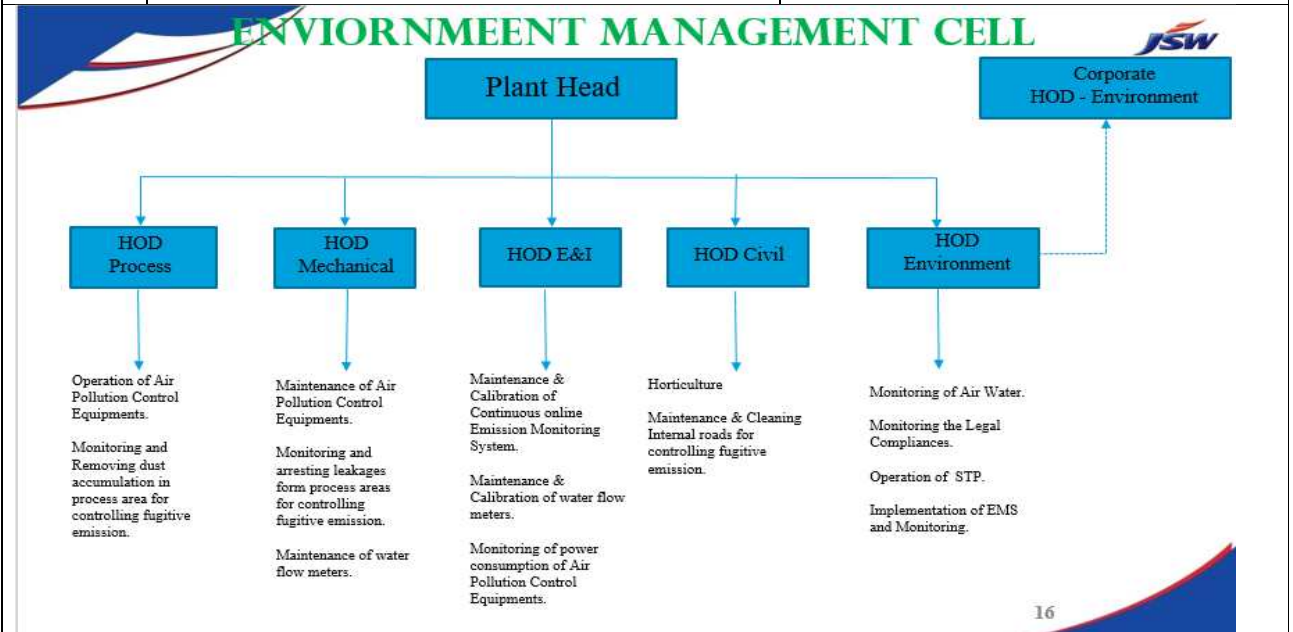 ENVIORNMEENT MANAGEMENT CELL
JSW
Plant Head
Corporate
HOD - Environment
HOD
Process
HOD
Mechanical
HOD E&I
HOD Civil
HOD
Environment
Operation of Air
Pollution Control
Equipments.
Monitoring and
Removing dust
accumulation in
process area for
controlling fugitive
emission.
Maintenance of Air
Pollution Control
Equipments.
Monitoring and
arresting leakages
form process areas
for controlling
fugitive emission.
Maintenance of water
flow meters.
Maintenance &
Calibration of
Continuous online
Emission Monitoring
System.
Maintenance &
Calibration of water flow
meters.
Monitoring of power
consumption of Air
Pollution Control
Equipments.
Horticulture
Maintenance & Cleaning
Internal roads for
controlling fugitive
emission.
Monitoring of Air Water.
Monitoring the Legal
Compliances.
Operation of STP.
Implementation of EMS
and Monitoring.
16